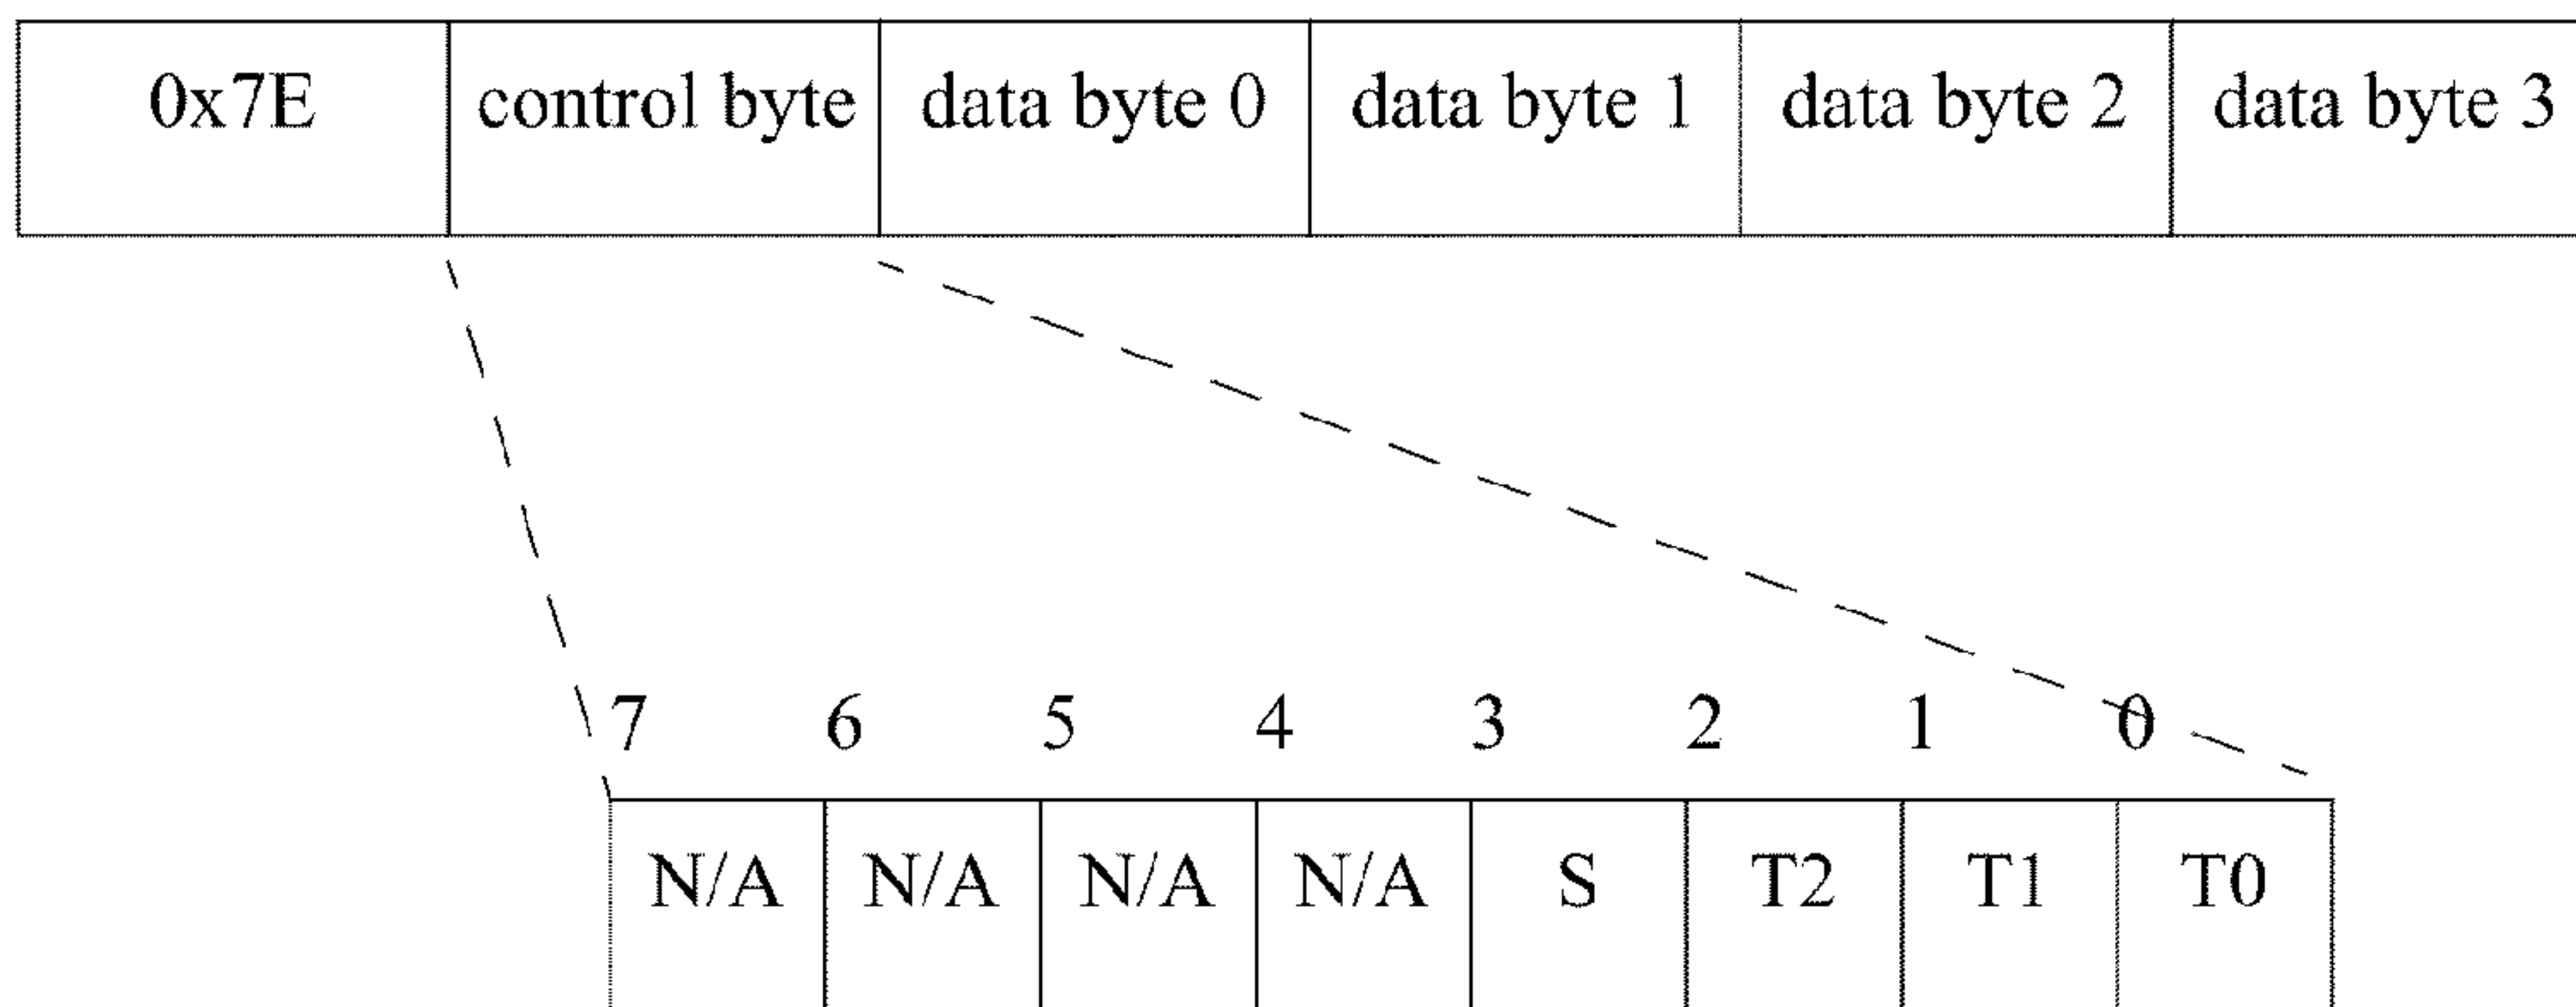 0x7E control byte data byte 0 data byte 1 data byte 2 data byte 3
7 6 5 4 3 2 1 0
N/A N/A N/A N/A S T2 T1 T0